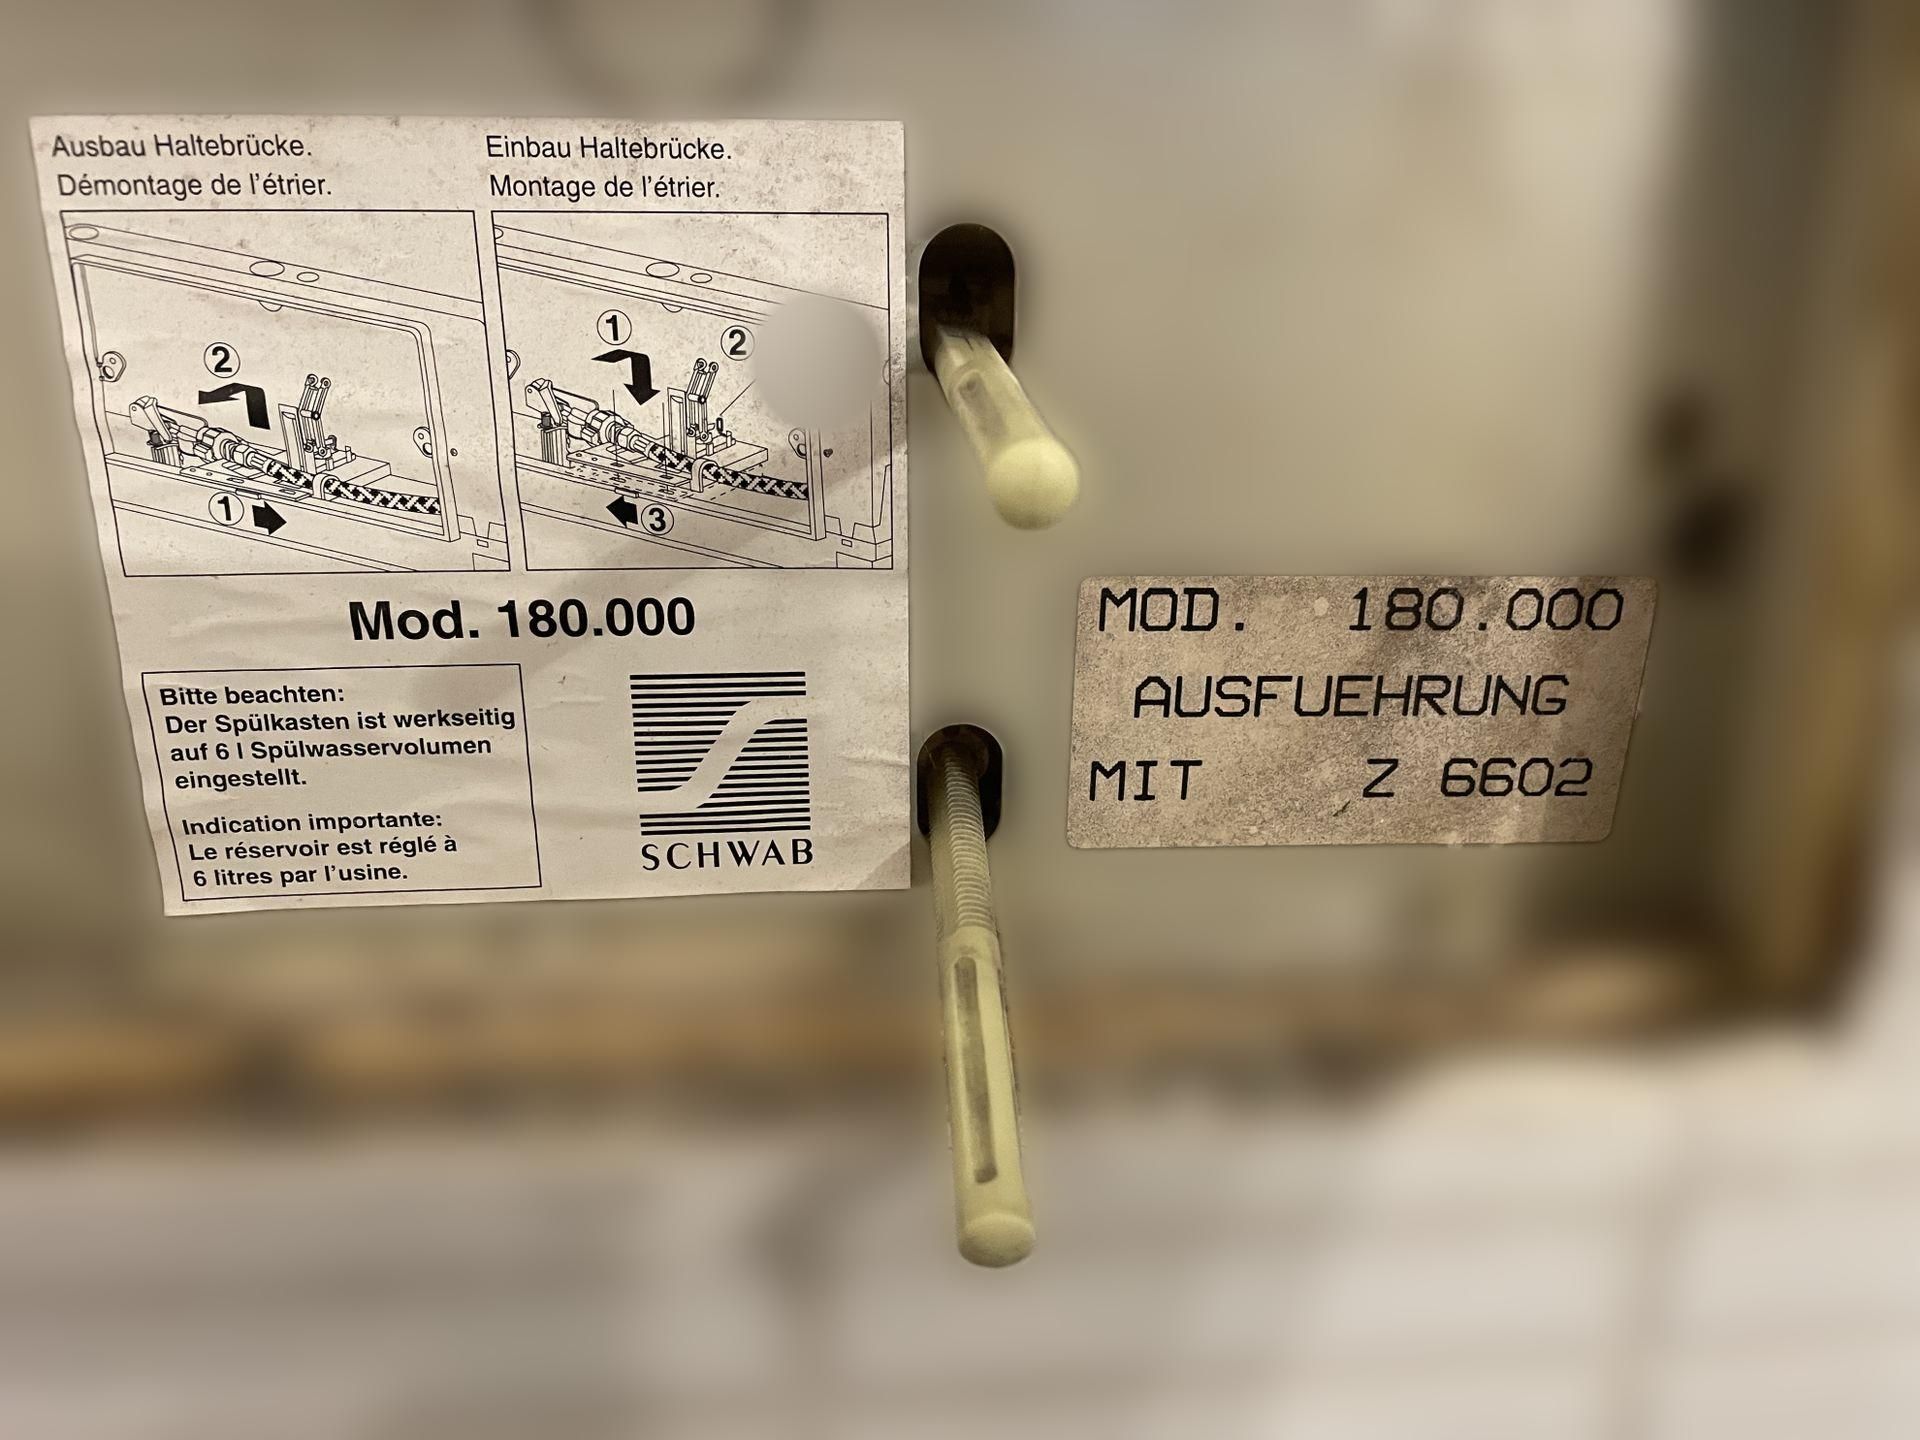 Ausbau Haltebrücke.
Démontage de l'étrier.
Einbau Haltebrücke.
Montage de l'étrier.
2
1
1
2
3
Mod. 180.000
Bitte beachten:
Der Spülkasten ist werkseitig
auf 6 l Spülwasservolumen
eingestellt.
Indication importante:
Le réservoir est réglé à
6 litres par l'usine.
SCHWAB
MOD. 180.000
AUSFUEHRUNG
MIT Z 6602